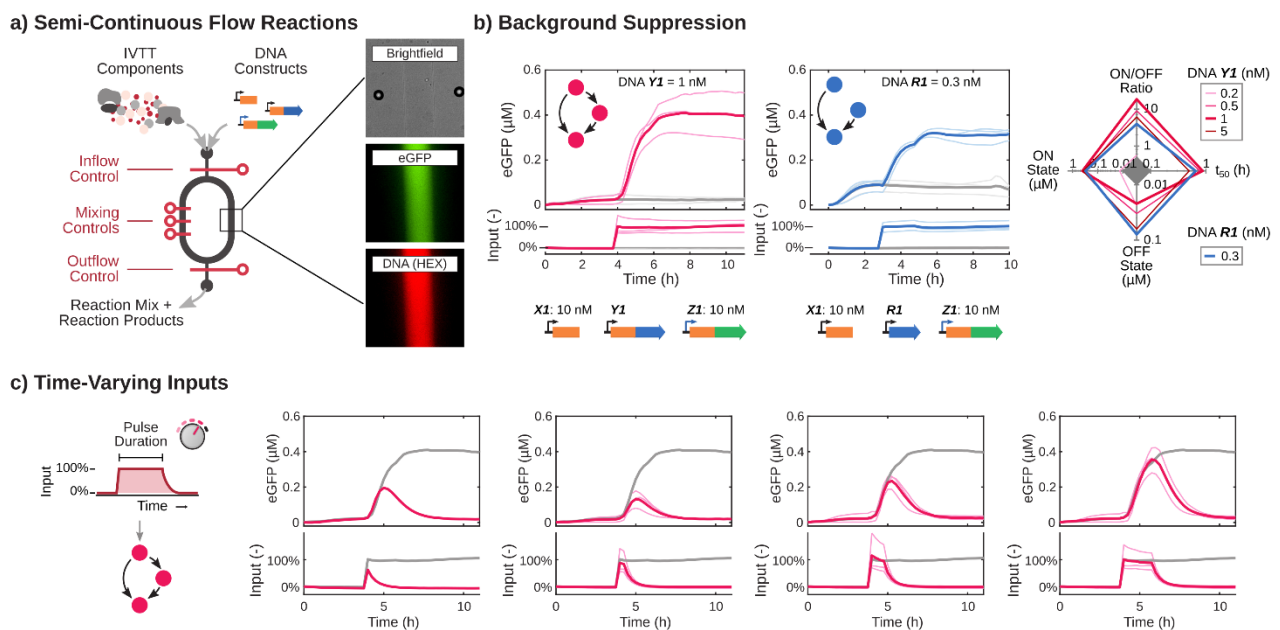 a) Semi-Continuous Flow Reactions
IVTT
Components
DNA
Constructs
Inflow
Control
Mixing
Controls
Outflow
Control
Reaction Mix +
Reaction Products
Brightfield
eGFP
DNA (HEX)
b) Background Suppression
DNA Y1 = 1 nM
eGFP (µM)
0.6
0.4
0.2
0
Input (-)
100%
0%
0 2 4 6 8 10
Time (h)
X1: 10 nM Y1 Z1: 10 nM
DNA R1 = 0.3 nM
eGFP (µM)
0.6
0.4
0.2
0
Input (-)
100%
0%
0 2 4 6 8 10
Time (h)
X1: 10 nM R1 Z1: 10 nM
ON/OFF
Ratio
10
1
0.1
ON
State
(µM)
1 0.1 0.01
0.1 1
t50 (h)
0.01
0.1
OFF
State
(µM)
DNA Y1 (nM)
0.2
0.5
1
5
DNA R1 (nM)
0.3
c) Time-Varying Inputs
Pulse
Duration
Input
100%
0%
Time →
eGFP (µM)
0.6
0.4
0.2
0
Input (-)
100%
0%
0 5 10
Time (h)
eGFP (µM)
0.6
0.4
0.2
0
Input (-)
100%
0%
0 5 10
Time (h)
eGFP (µM)
0.6
0.4
0.2
0
Input (-)
100%
0%
0 5 10
Time (h)
eGFP (µM)
0.6
0.4
0.2
0
Input (-)
100%
0%
0 5 10
Time (h)